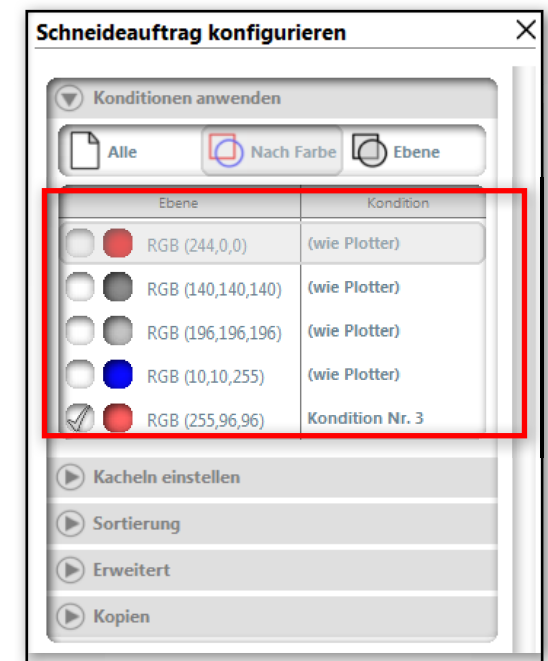 Schneideauftrag konfigurieren
Konditionen anwenden
Alle Nach Farbe Ebene
Ebene Kondition
RGB (244,0,0) (wie Plotter)
RGB (140,140,140) (wie Plotter)
RGB (196,196,196) (wie Plotter)
RGB (10,10,255) (wie Plotter)
RGB (255,96,96) Kondition Nr. 3
Kacheln einstellen
Sortierung
Erweitert
Kopien